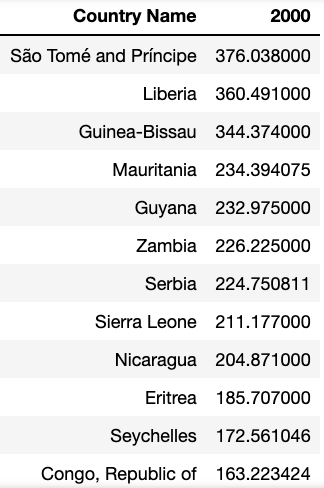 Country Name 2000
São Tomé and Príncipe 376.038000
Liberia 360.491000
Guinea-Bissau 344.374000
Mauritania 234.394075
Guyana 232.975000
Zambia 226.225000
Serbia 224.750811
Sierra Leone 211.177000
Nicaragua 204.871000
Eritrea 185.707000
Seychelles 172.561046
Congo, Republic of 163.223424